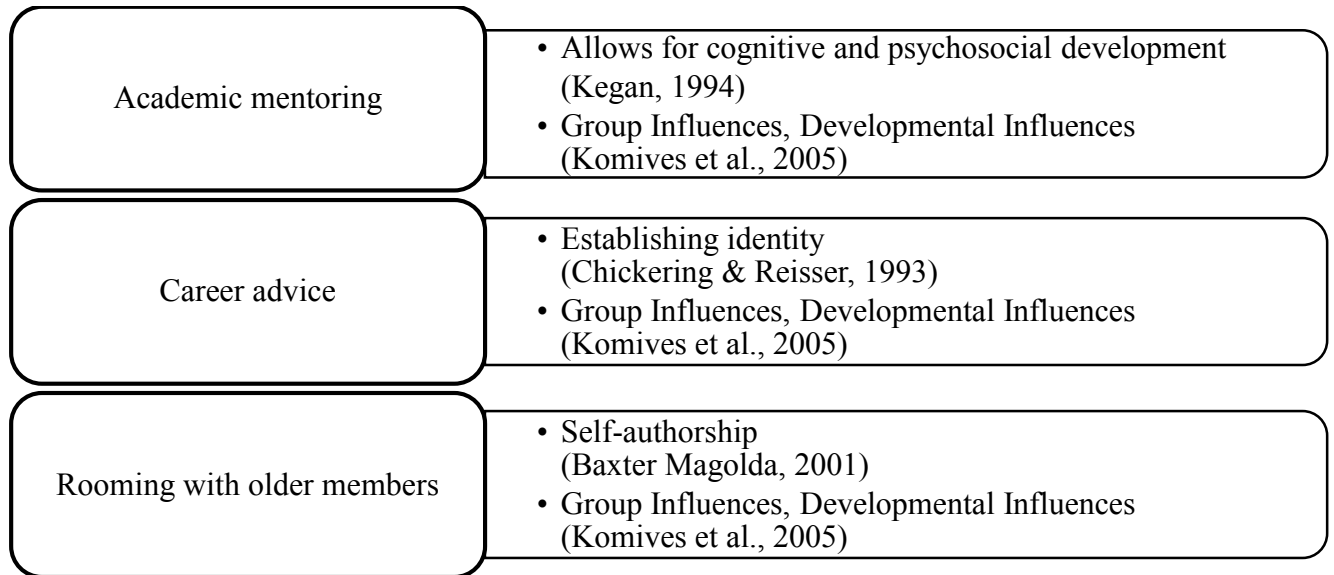 Academic mentoring
• Allows for cognitive and psychosocial development
(Kegan, 1994)
• Group Influences, Developmental Influences
(Komives et al., 2005)
Career advice
• Establishing identity
(Chickering & Reisser, 1993)
• Group Influences, Developmental Influences
(Komives et al., 2005)
Rooming with older members
• Self-authorship
(Baxter Magolda, 2001)
• Group Influences, Developmental Influences
(Komives et al., 2005)